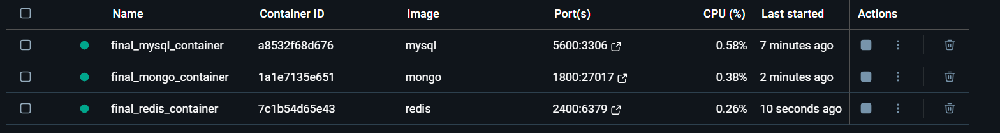 Name Container ID Image Port(s) CPU (%) Last started Actions
final_mysql_container a8532f68d676 mysql 5600:3306 0.58% 7 minutes ago
final_mongo_container 1a1e7135e651 mongo 1800:27017 0.38% 2 minutes ago
final_redis_container 7c1b54d65e43 redis 2400:6379 0.26% 10 seconds ago